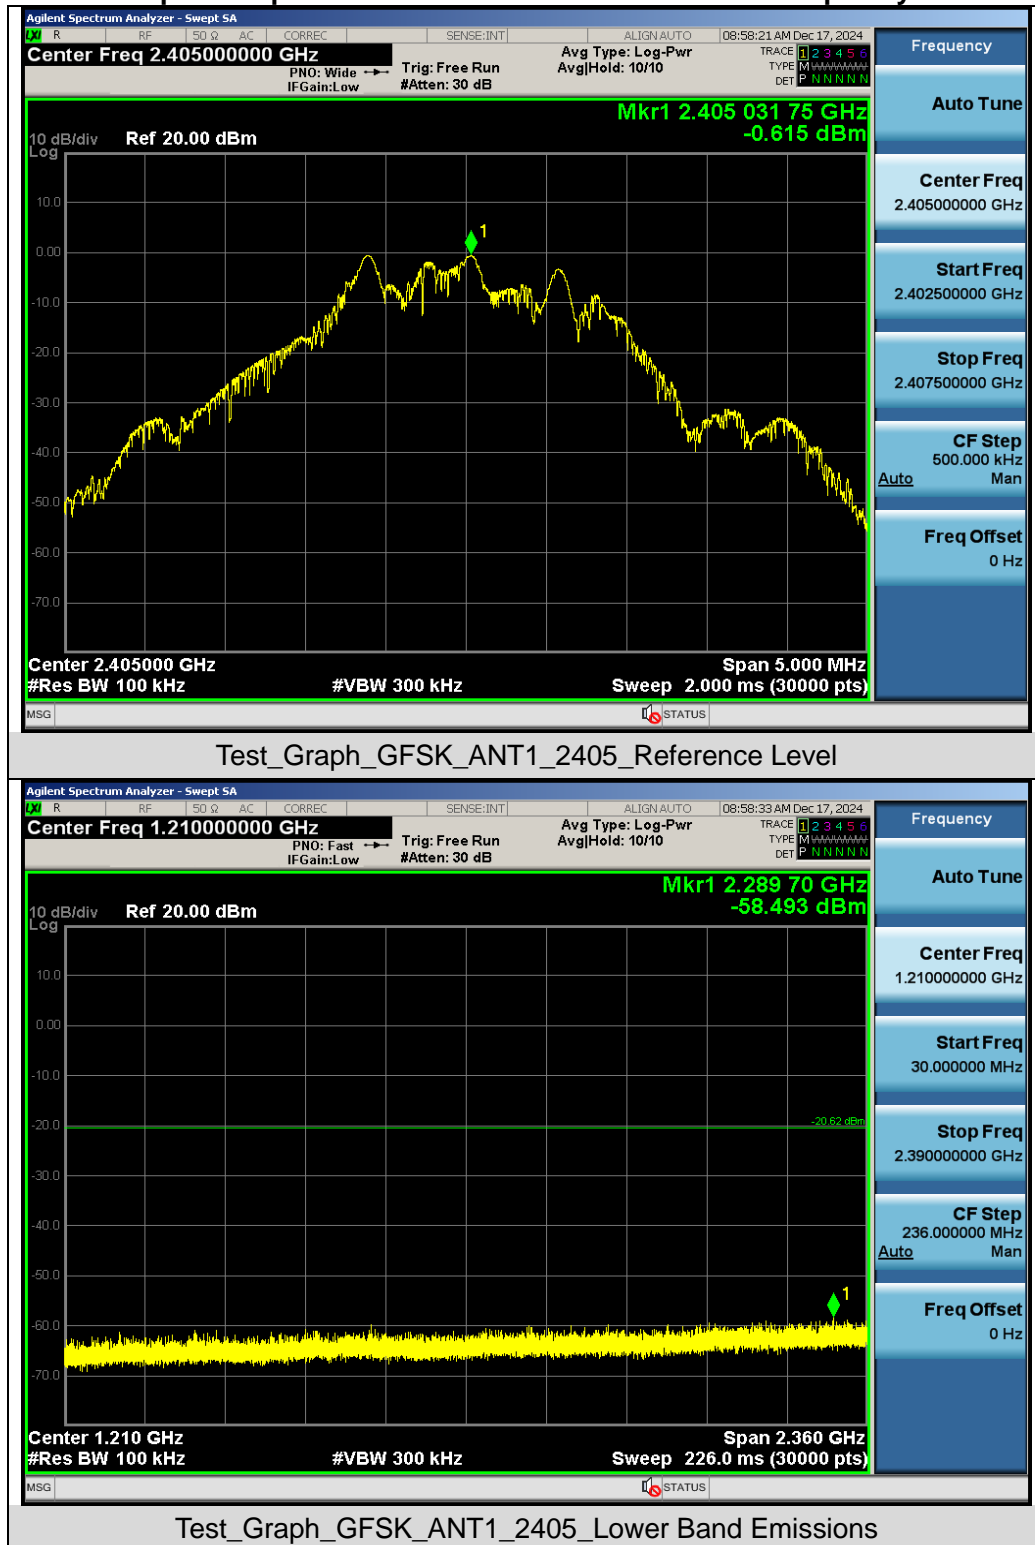 Agilent Spectrum Analyzer - Swept SA
LXI R RF 50 Ω AC CORREC SENSE:INT ALIGN AUTO 08:58:21 AM Dec 17, 2024
Center Freq 2.405000000 GHz Avg Type: Log-Pwr TRACE 1 2 3 4 5 6
PNO: Wide Trig: Free Run Avg|Hold: 10/10 TYPE M
IFGain:Low #Atten: 30 dB DET P N N N N N
Frequency
Auto Tune
Mkr1 2.405 031 75 GHz
10 dB/div Ref 20.00 dBm -0.615 dBm
Log
10.0
0.00
-10.0
-20.0
-30.0
-40.0
-50.0
-60.0
-70.0
1
Center Freq
2.405000000 GHz
Start Freq
2.402500000 GHz
Stop Freq
2.407500000 GHz
CF Step
500.000 kHz
Auto Man
Freq Offset
0 Hz
Center 2.405000 GHz Span 5.000 MHz
#Res BW 100 kHz #VBW 300 kHz Sweep 2.000 ms (30000 pts)
MSG STATUS
Test_Graph_GFSK_ANT1_2405_Reference Level
Agilent Spectrum Analyzer - Swept SA
LXI R RF 50 Ω AC CORREC SENSE:INT ALIGN AUTO 08:58:33 AM Dec 17, 2024
Center Freq 1.210000000 GHz Avg Type: Log-Pwr TRACE 1 2 3 4 5 6
PNO: Fast Trig: Free Run Avg|Hold: 10/10 TYPE M
IFGain:Low #Atten: 30 dB DET P N N N N N
Frequency
Auto Tune
Mkr1 2.289 70 GHz
10 dB/div Ref 20.00 dBm -58.493 dBm
Log
10.0
0.00
-10.0
-20.0
-20.62 dBm
-30.0
-40.0
-50.0
-60.0
-70.0
1
Center Freq
1.210000000 GHz
Start Freq
30.000000 MHz
Stop Freq
2.390000000 GHz
CF Step
236.000000 MHz
Auto Man
Freq Offset
0 Hz
Center 1.210 GHz Span 2.360 GHz
#Res BW 100 kHz #VBW 300 kHz Sweep 226.0 ms (30000 pts)
MSG STATUS
Test_Graph_GFSK_ANT1_2405_Lower Band Emissions